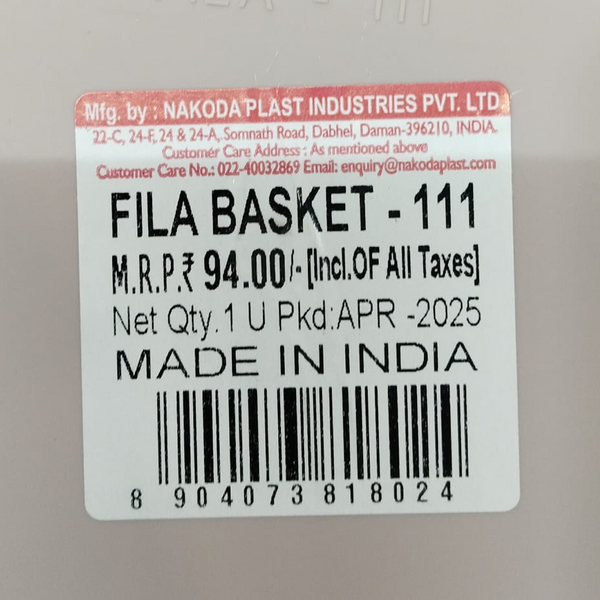 Mfg. by : NAKODA PLAST INDUSTRIES PVT. LTD
22-C, 24-F, 24 & 24-A, Somnath Road, Dabhel, Daman-396210, INDIA.
Customer Care Address : As mentioned above
Customer Care No.: 022-40032869 Email: enquiry@nakodaplast.com
FILA BASKET - 111
M.R.P.₹ 94.00/- [Incl.OF All Taxes]
Net Qty.1 U Pkd:APR -2025
MADE IN INDIA
8 904073 818024